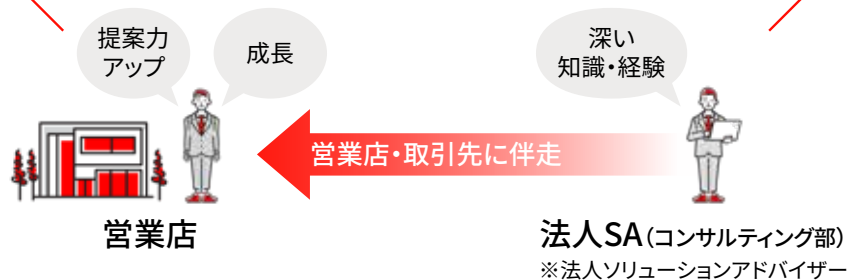 提案力
アップ
成長
深い
知識・経験
営業店・取引先に伴走
営業店
法人SA(コンサルティング部)
※法人ソリューションアドバイザー